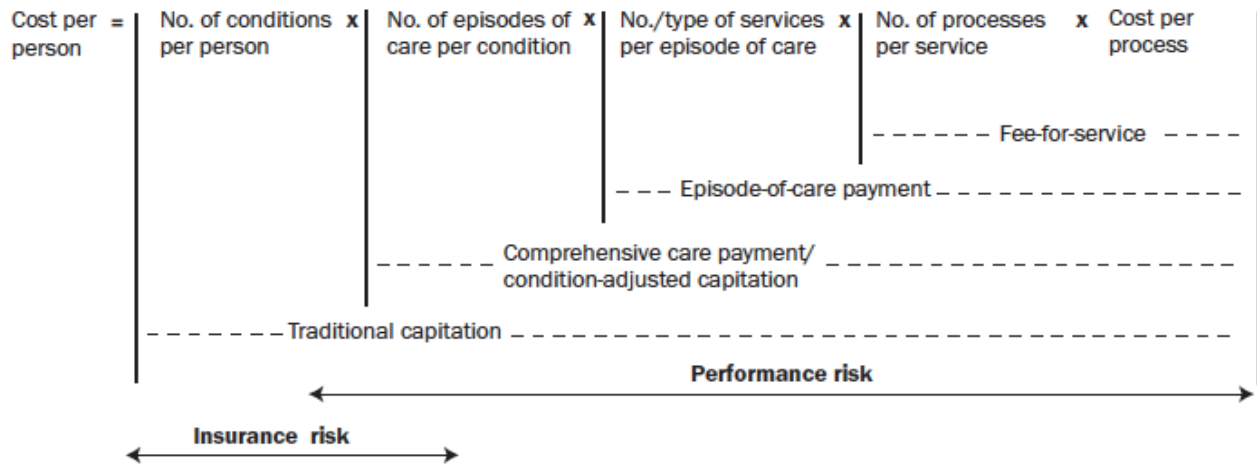 Cost per = No. of conditions x No. of episodes of x No./type of services x No. of processes x Cost per
person per person care per condition per episode of care per service process
Fee-for-service
Episode-of-care payment
Comprehensive care payment/
condition-adjusted capitation
Traditional capitation
Performance risk
Insurance risk